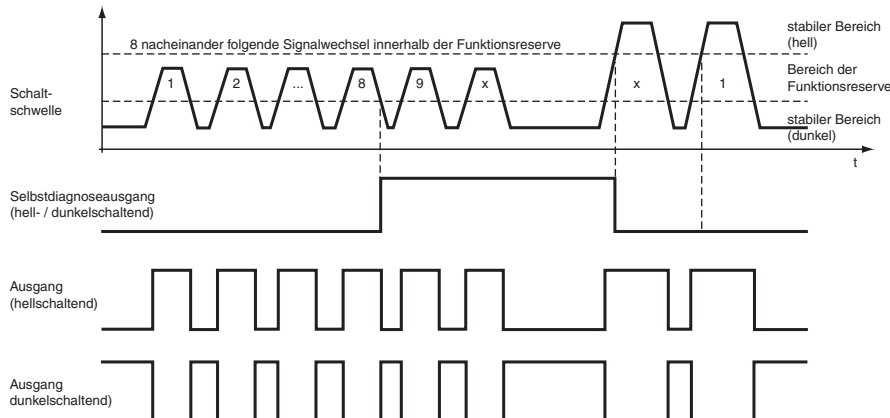 8 nacheinander folgende Signalwechsel innerhalb der Funktionsreserve
stabiler Bereich
(hell)
Schalt-
schwelle
1
2
...
8
9
x
x
1
Bereich der
Funktionsreserve
stabiler Bereich
(dunkel)
t
Selbstdiagnoseausgang
(hell- / dunkelschaltend)
Ausgang
(hellschaltend)
Ausgang
dunkelschaltend)